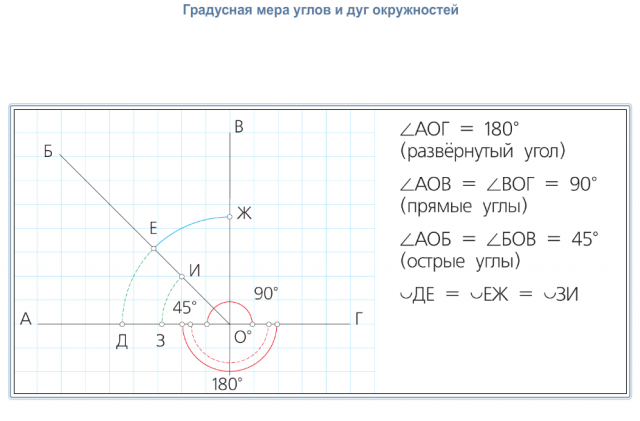 Градусная мера углов и дуг окружностей
В
Б
Е
Ж
И
45°
90°
А
Д
З
О°
Г
180°
∠АОГ = 180°
(развёрнутый угол)
∠АОВ = ∠ВОГ = 90°
(прямые углы)
∠АОБ = ∠БОВ = 45°
(острые углы)
◡ДЕ = ◡ЕЖ = ◡ЗИ